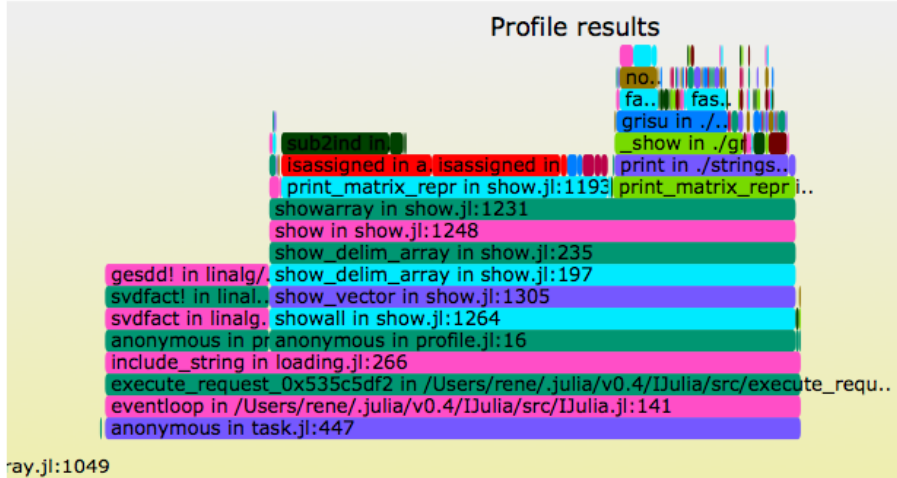 Profile results
no..
fa.. fas..
grisu in ./..
sub2ind in. _show in ./gr
isassigned in a. isassigned in print in ./strings..
print_matrix_repr in show.jl:1193 print_matrix_repr i..
showarray in show.jl:1231
show in show.jl:1248
show_delim_array in show.jl:235
gesdd! in linalg/. show_delim_array in show.jl:197
svdfact! in linal.. show_vector in show.jl:1305
svdfact in linalg. showall in show.jl:1264
anonymous in pr anonymous in profile.jl:16
include_string in loading.jl:266
execute_request_0x535c5df2 in /Users/rene/.julia/v0.4/IJulia/src/execute_requ..
eventloop in /Users/rene/.julia/v0.4/IJulia/src/IJulia.jl:141
anonymous in task.jl:447
ray.jl:1049